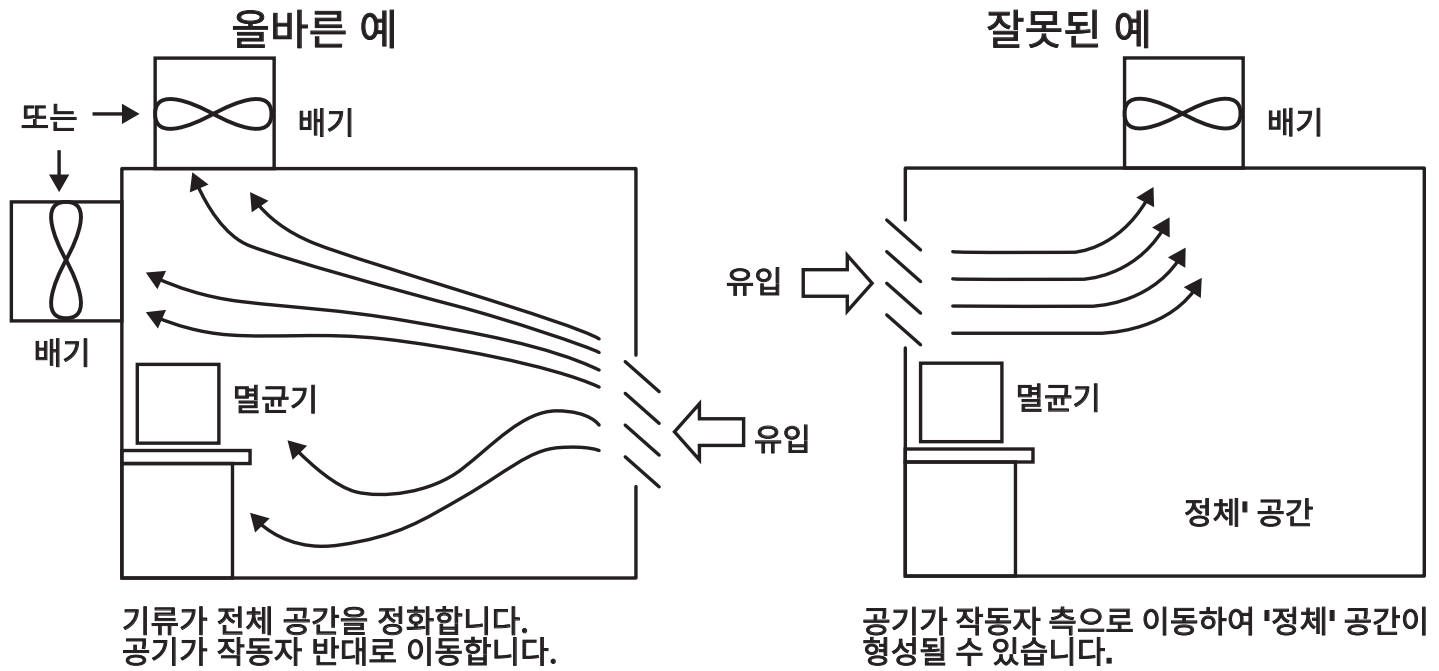 올바른 예
또는
배기
배기
멸균기
유입
기류가 전체 공간을 정화합니다.
공기가 작동자 반대로 이동합니다.
잘못된 예
배기
유입
멸균기
정체' 공간
공기가 작동자 측으로 이동하여 '정체' 공간이
형성될 수 있습니다.